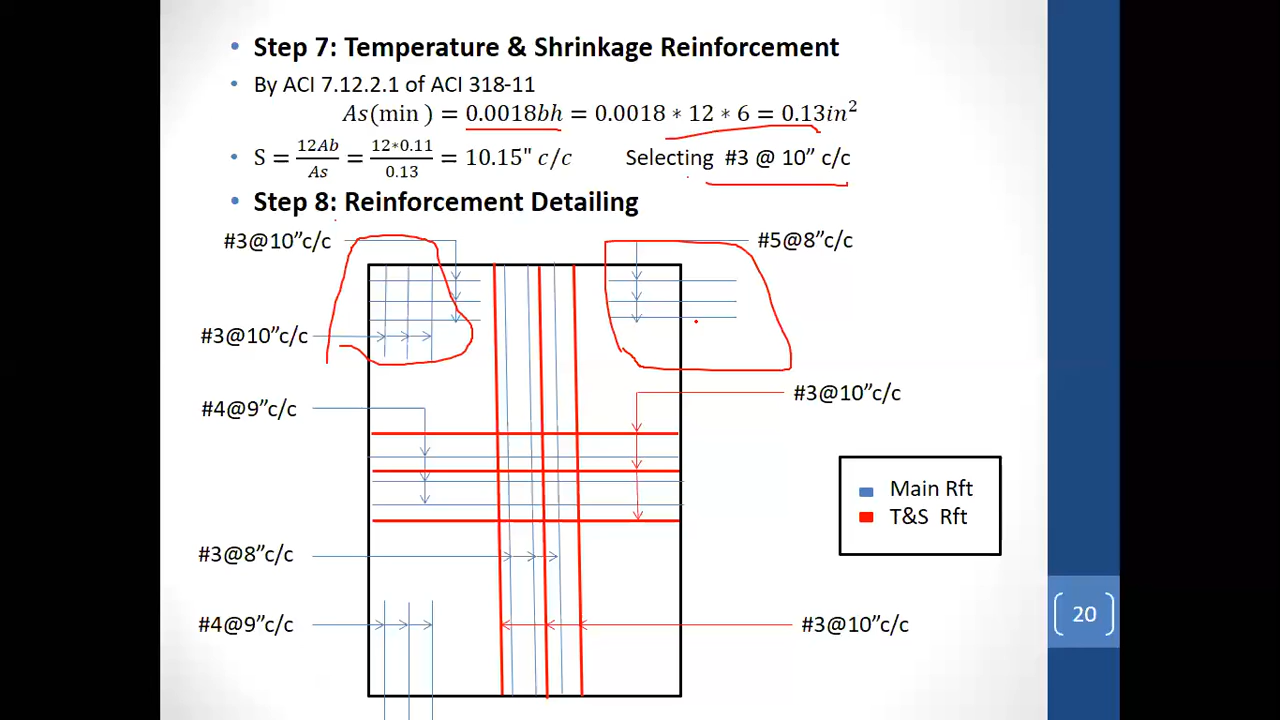 • Step 7: Temperature & Shrinkage Reinforcement
• By ACI 7.12.2.1 of ACI 318-11
As(min ) = 0.0018bh = 0.0018 ∗ 12 ∗ 6 = 0.13in²
• S = 12Ab/As = 12*0.11/0.13 = 10.15" c/c Selecting #3 @ 10” c/c
• Step 8: Reinforcement Detailing
#3@10”c/c #5@8”c/c
#3@10”c/c
#3@10”c/c
#4@9”c/c
Main Rft
T&S Rft
#3@8”c/c
#4@9”c/c #3@10”c/c
20